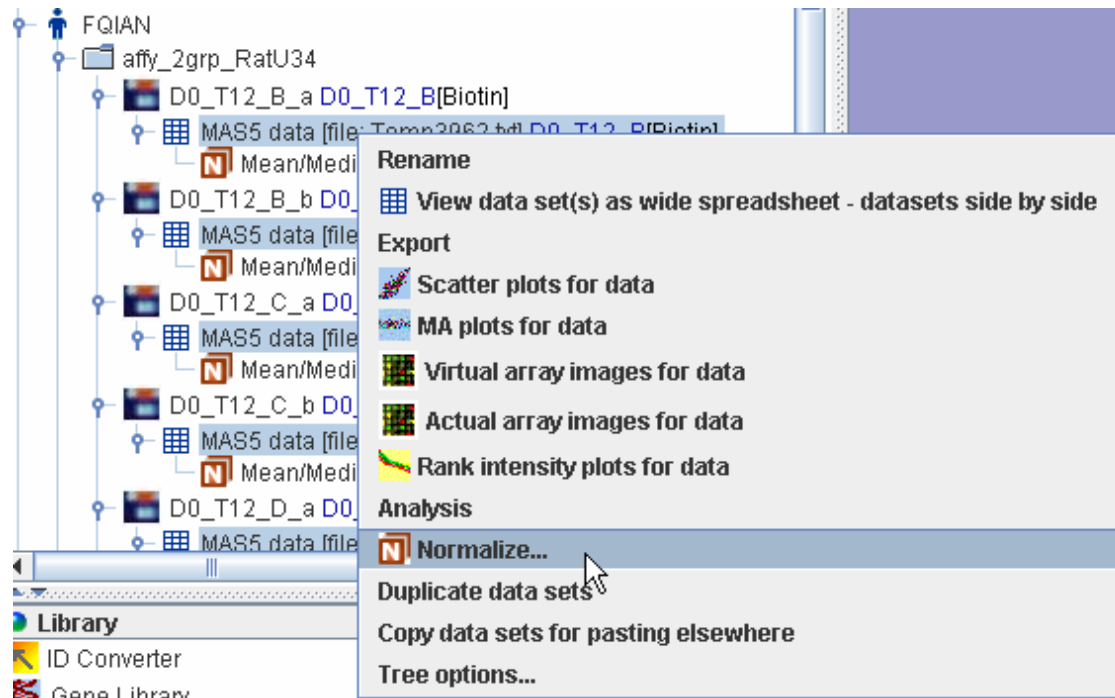 FQIAN
affy_2grp_RatU34
D0_T12_B_a D0_T12_B[Biotin]
MAS5 data [file: Temp3962.txt] D0_T12_B[Biotin]
N Mean/Medi
D0_T12_B_b D0_
MAS5 data [file
N Mean/Medi
D0_T12_C_a D0_
MAS5 data [file
N Mean/Medi
D0_T12_C_b D0_
MAS5 data [file
N Mean/Medi
D0_T12_D_a D0_
MAS5 data [file
Rename
View data set(s) as wide spreadsheet - datasets side by side
Export
Scatter plots for data
MA plots for data
Virtual array images for data
Actual array images for data
Rank intensity plots for data
Analysis
N Normalize...
Duplicate data sets
Copy data sets for pasting elsewhere
Tree options...
Library
ID Converter
Gene Library